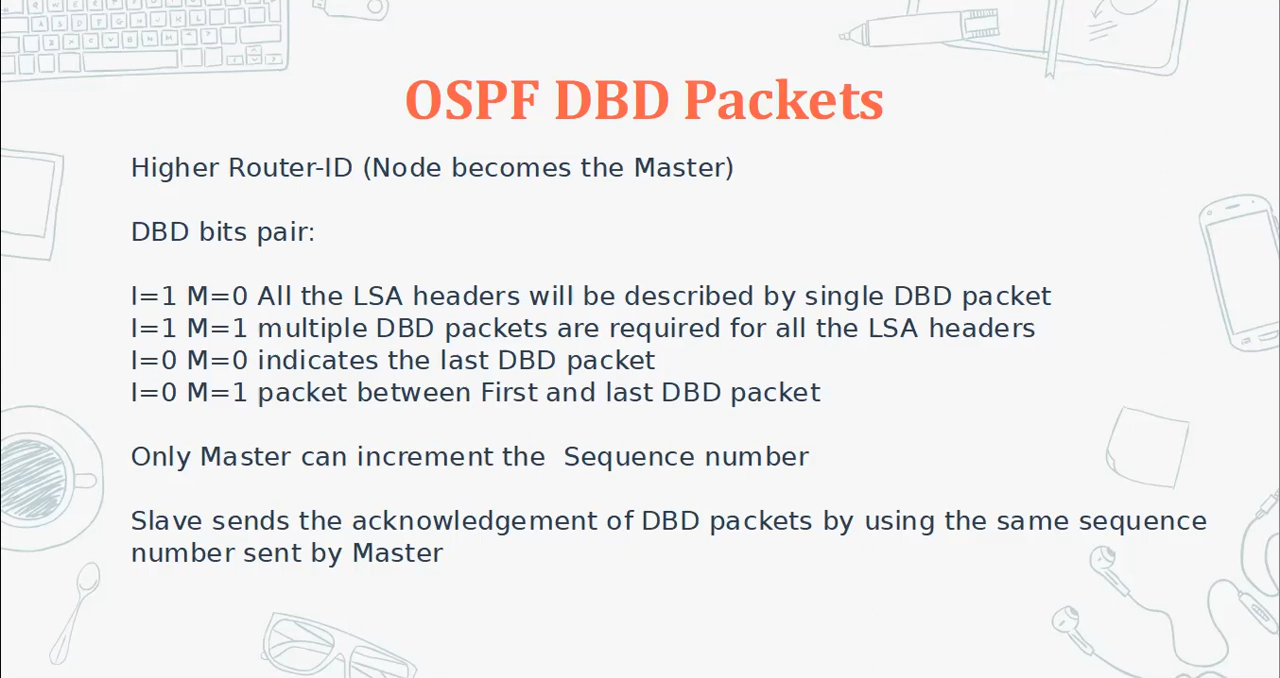 OSPF DBD Packets
Higher Router-ID (Node becomes the Master)
DBD bits pair:
I=1 M=0 All the LSA headers will be described by single DBD packet
I=1 M=1 multiple DBD packets are required for all the LSA headers
I=0 M=0 indicates the last DBD packet
I=0 M=1 packet between First and last DBD packet
Only Master can increment the  Sequence number
Slave sends the acknowledgement of DBD packets by using the same sequence
number sent by Master